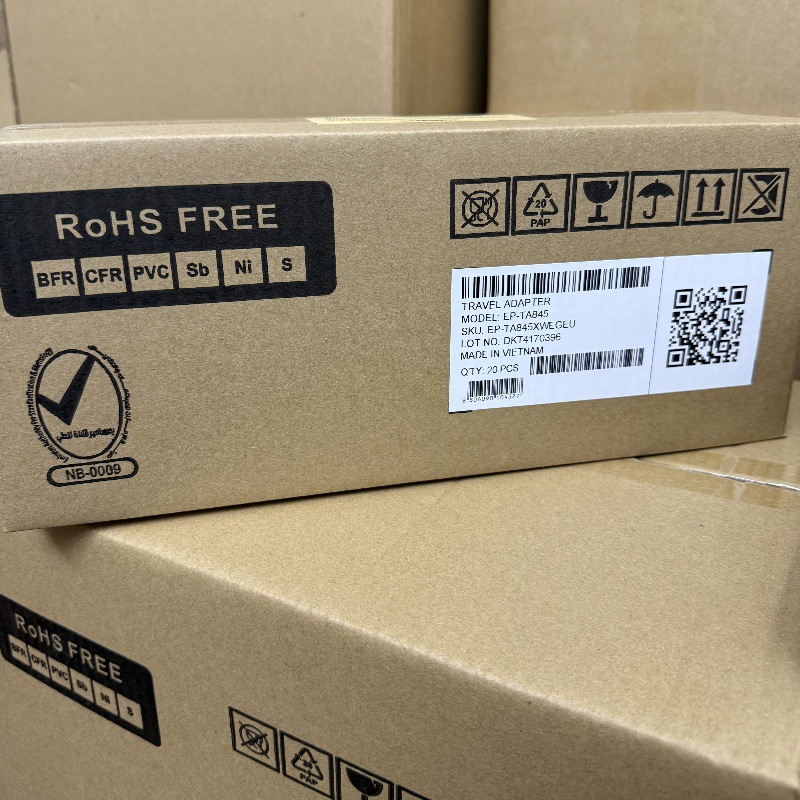 RoHS FREE
BFR CFR PVC Sb Ni S
20
PAP
TRAVEL ADAPTER
MODEL: EP-TA845
SKU: EP-TA845XWEGEU
LOT NO. DKT4170396
MADE IN VIETNAM
QTY: 20 PCS
NB-0009
RoHS FREE
BFR CFR PVC Sb Ni S
20
PAP